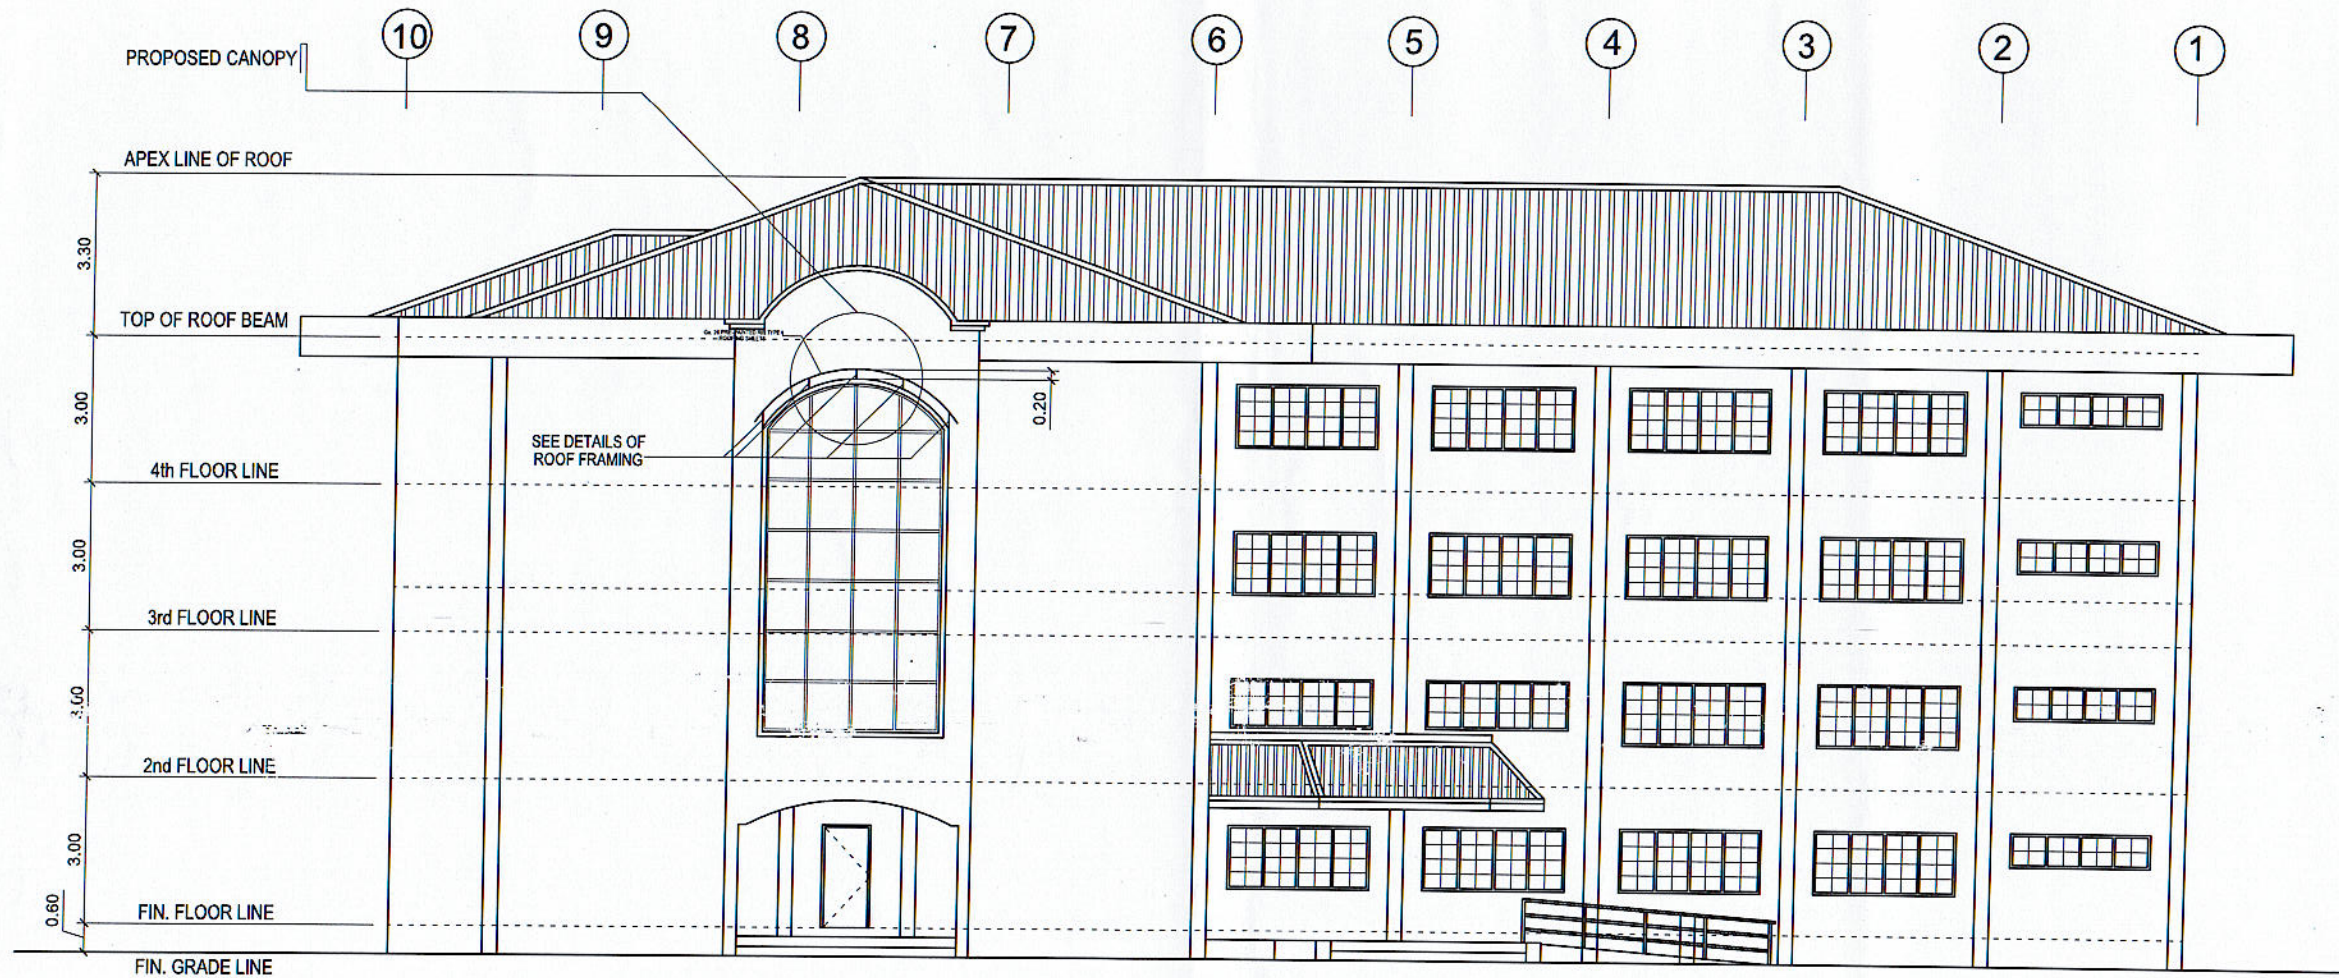 10 9 8 7 6 5 4 3 2 1
PROPOSED CANOPY
APEX LINE OF ROOF
3.30
TOP OF ROOF BEAM
3.00
0.20
SEE DETAILS OF
ROOF FRAMING
4th FLOOR LINE
3.00
3rd FLOOR LINE
3.00
2nd FLOOR LINE
3.00
FIN. FLOOR LINE
0.60
FIN. GRADE LINE